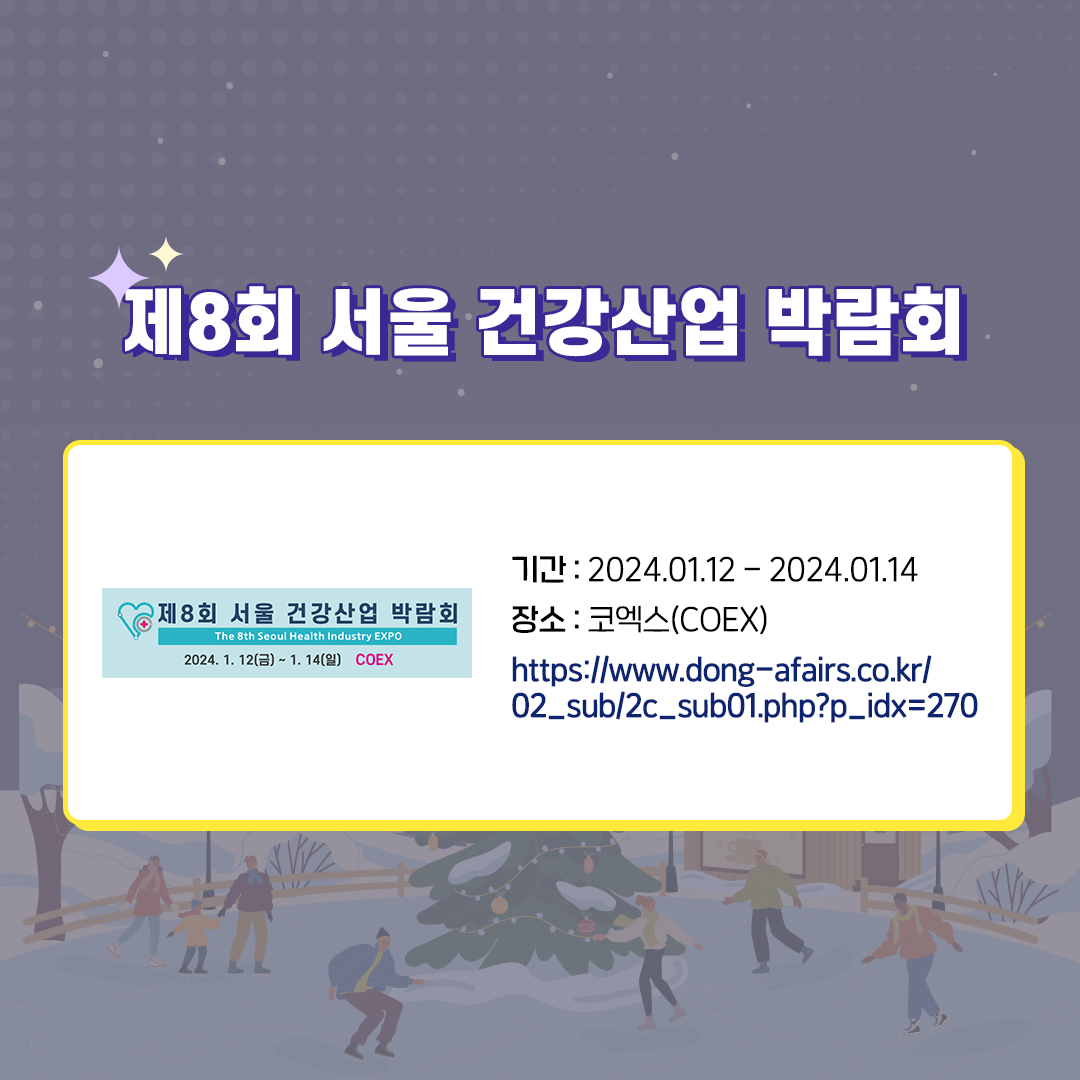 제8회 서울 건강산업 박람회
제8회 서울 건강산업 박람회
The 8th Seoul Health Industry EXPO
2024. 1. 12(금) ~ 1. 14(일) COEX
기간 : 2024.01.12 - 2024.01.14
장소 : 코엑스(COEX)
https://www.dong-afairs.co.kr/
02_sub/2c_sub01.php?p_idx=270